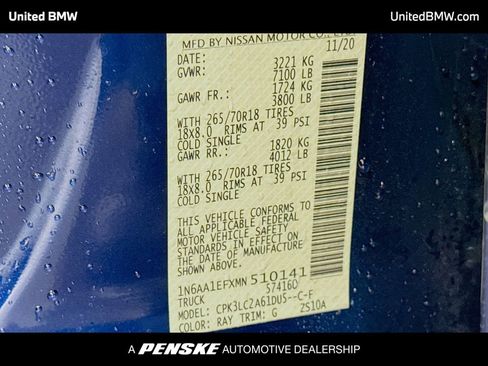 United BMW
UnitedBMW.com
MFD BY NISSAN MOTOR CO., LTD.
DATE: 11/20
GVWR: 3221 KG
7100 LB
GAWR FR.: 1724 KG
3800 LB
WITH 265/70R18 TIRES
18X8.0 RIMS AT 39 PSI
COLD SINGLE
GAWR RR.: 1820 KG
4012 LB
WITH 265/70R18 TIRES
18X8.0 RIMS AT 39 PSI
COLD SINGLE
THIS VEHICLE CONFORMS TO
ALL APPLICABLE FEDERAL
MOTOR VEHICLE SAFETY
STANDARDS IN EFFECT ON
THE DATE OF MANUFACTURE
SHOWN ABOVE.
1N6AA1EFXMN510141
TRUCK 57416D
MODEL: CPK3LCZA61DUS--C-F
COLOR: RAY TRIM: G 2S10A
A PENSKE AUTOMOTIVE DEALERSHIP